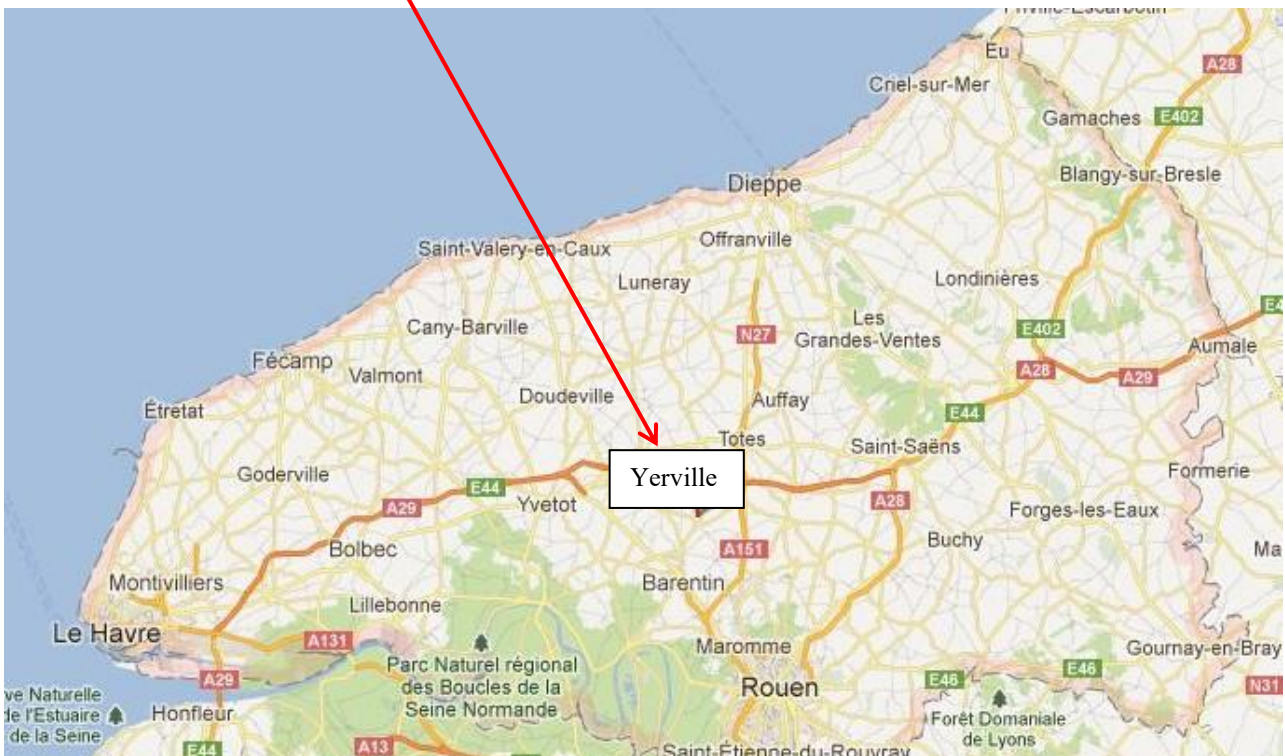 Eu
A28
Criel-sur-Mer
Gamaches
E402
Blangy-sur-Bresle
Dieppe
Offranville
Saint-Valery-en-Caux
Luneray
Londinières
Cany-Barville
N27
Les
Grandes-Ventes
E402
Aumale
Fécamp
Valmont
A28
A29
Doudeville
Auffay
E44
Étretat
Totes
Saint-Saëns
Goderville
Yerville
Formerie
E44
A29
Yvetot
A28
Forges-les-Eaux
Bolbec
A151
Buchy
Montivilliers
Barentin
Lillebonne
Le Havre
A131
Maromme
Gournay-en-Bray
Parc Naturel régional
des Boucles de la
Seine Normande
A29
Rouen
E46
E46
N31
ve Naturelle
de l'Estuaire
de la Seine
Honfleur
Forêt Domaniale
de Lyons
E44
A13
Saint-Étienne-du-Rouvray